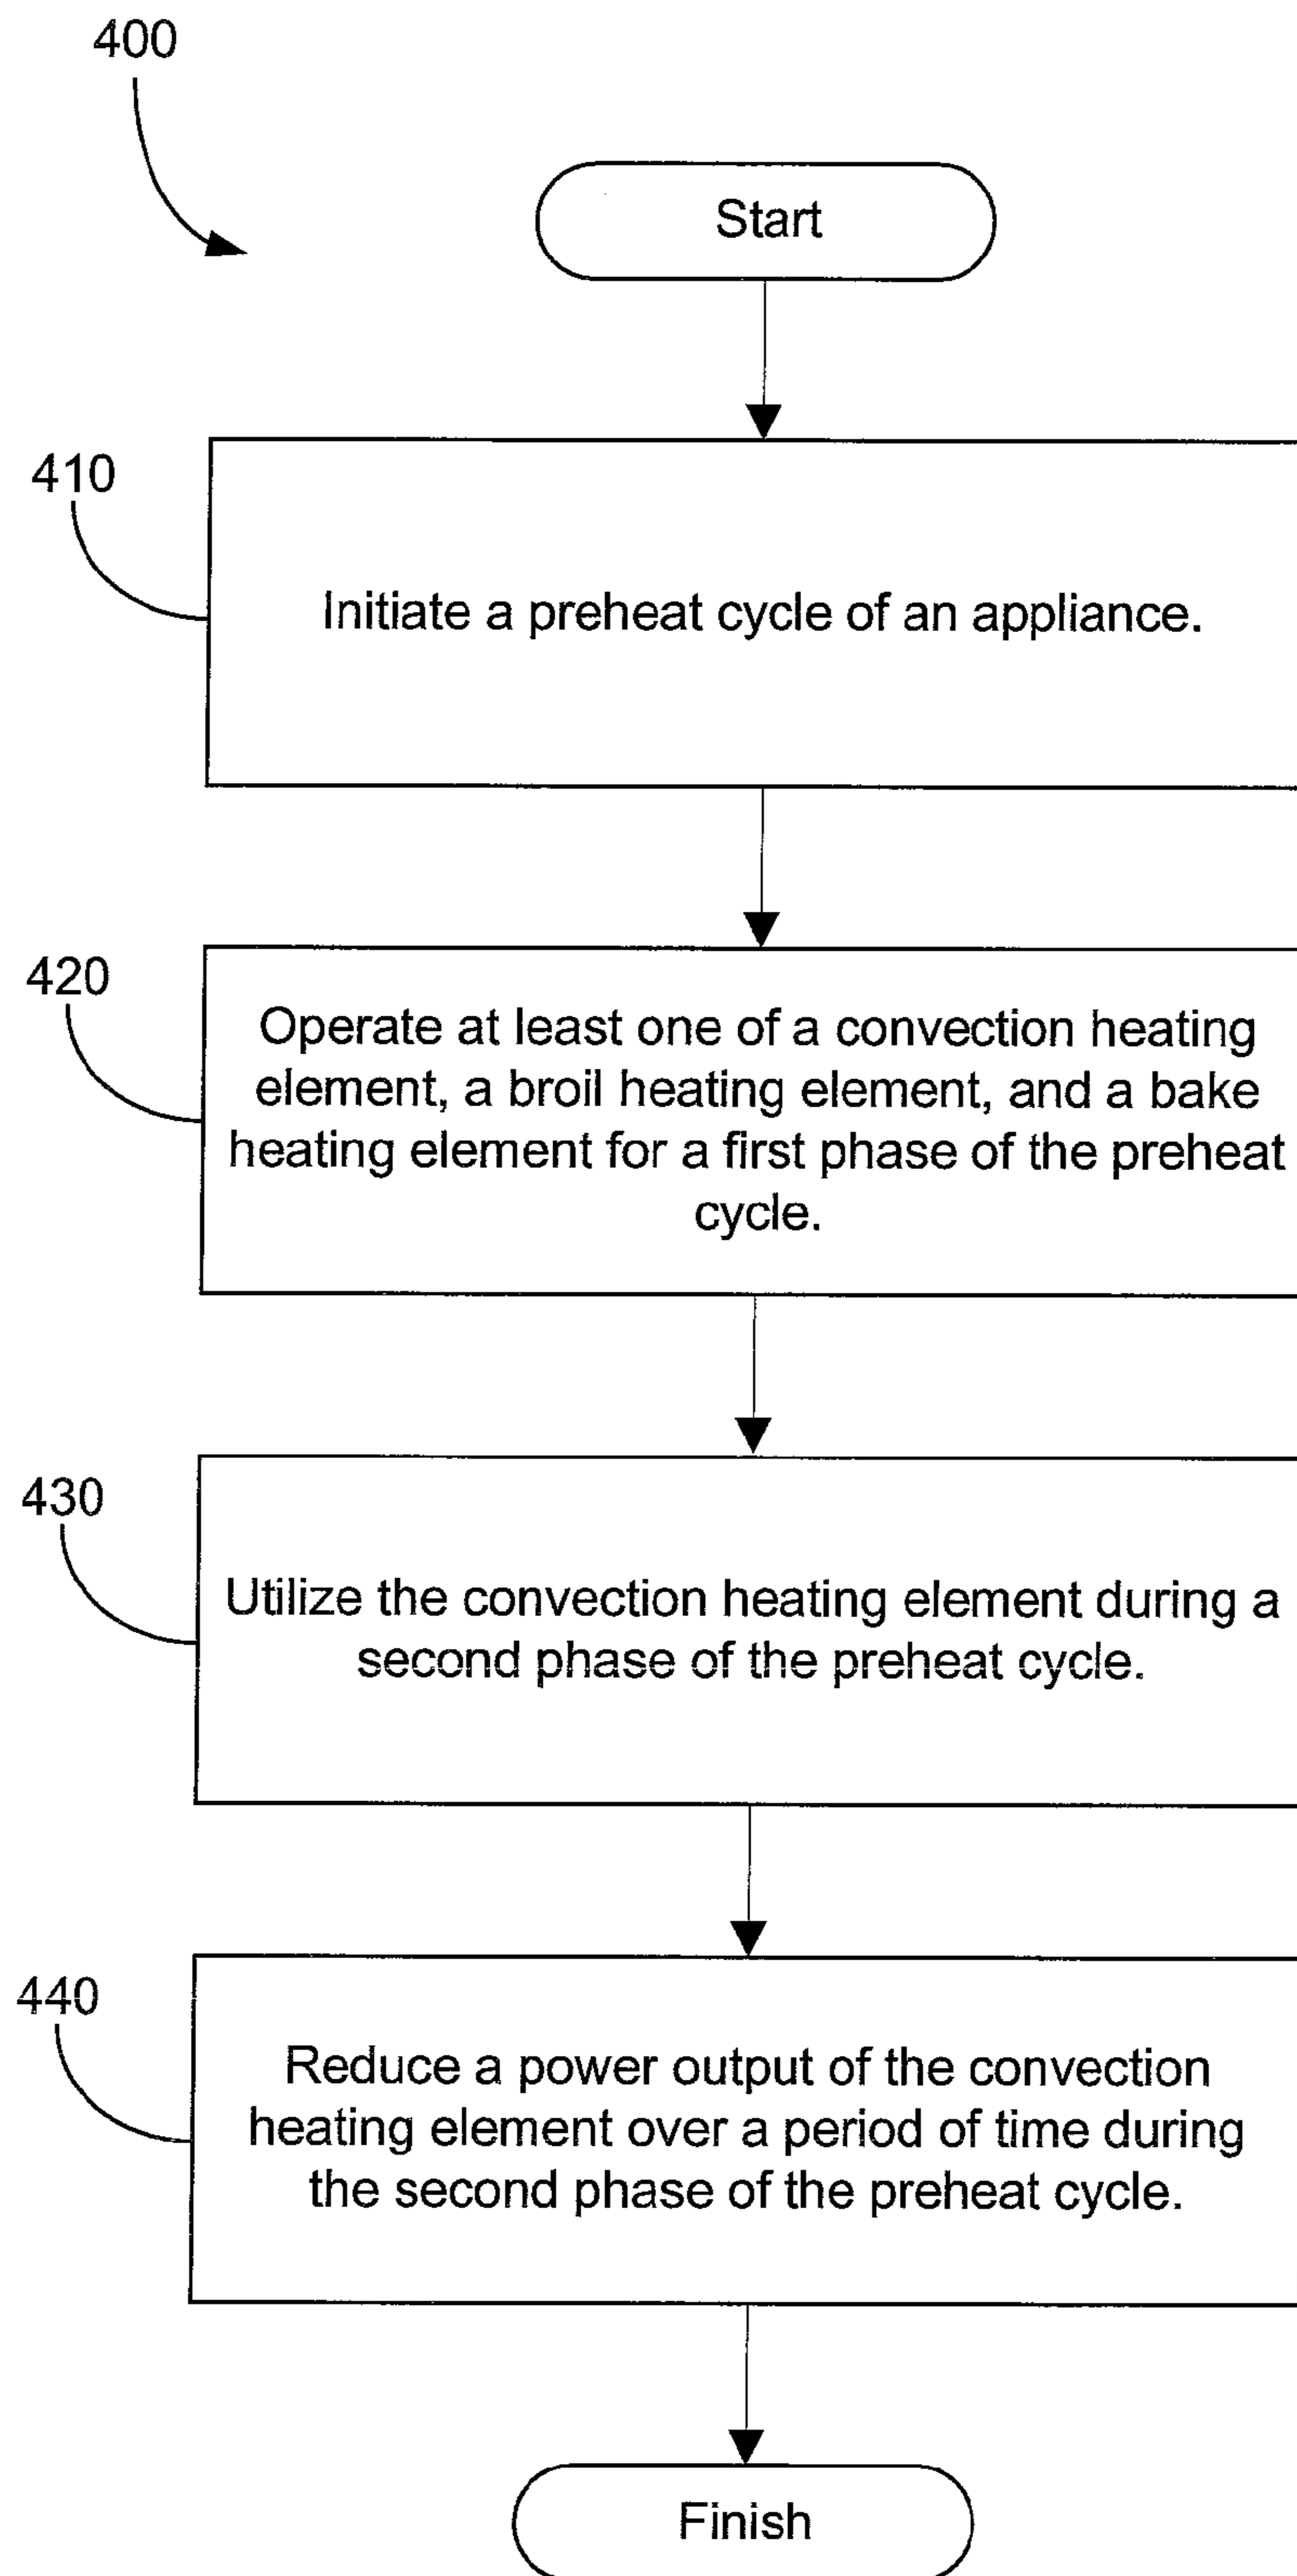 400
Start
410
Initiate a preheat cycle of an appliance.
420
Operate at least one of a convection heating
element, a broil heating element, and a bake
heating element for a first phase of the preheat
cycle.
430
Utilize the convection heating element during a
second phase of the preheat cycle.
440
Reduce a power output of the convection
heating element over a period of time during
the second phase of the preheat cycle.
Finish